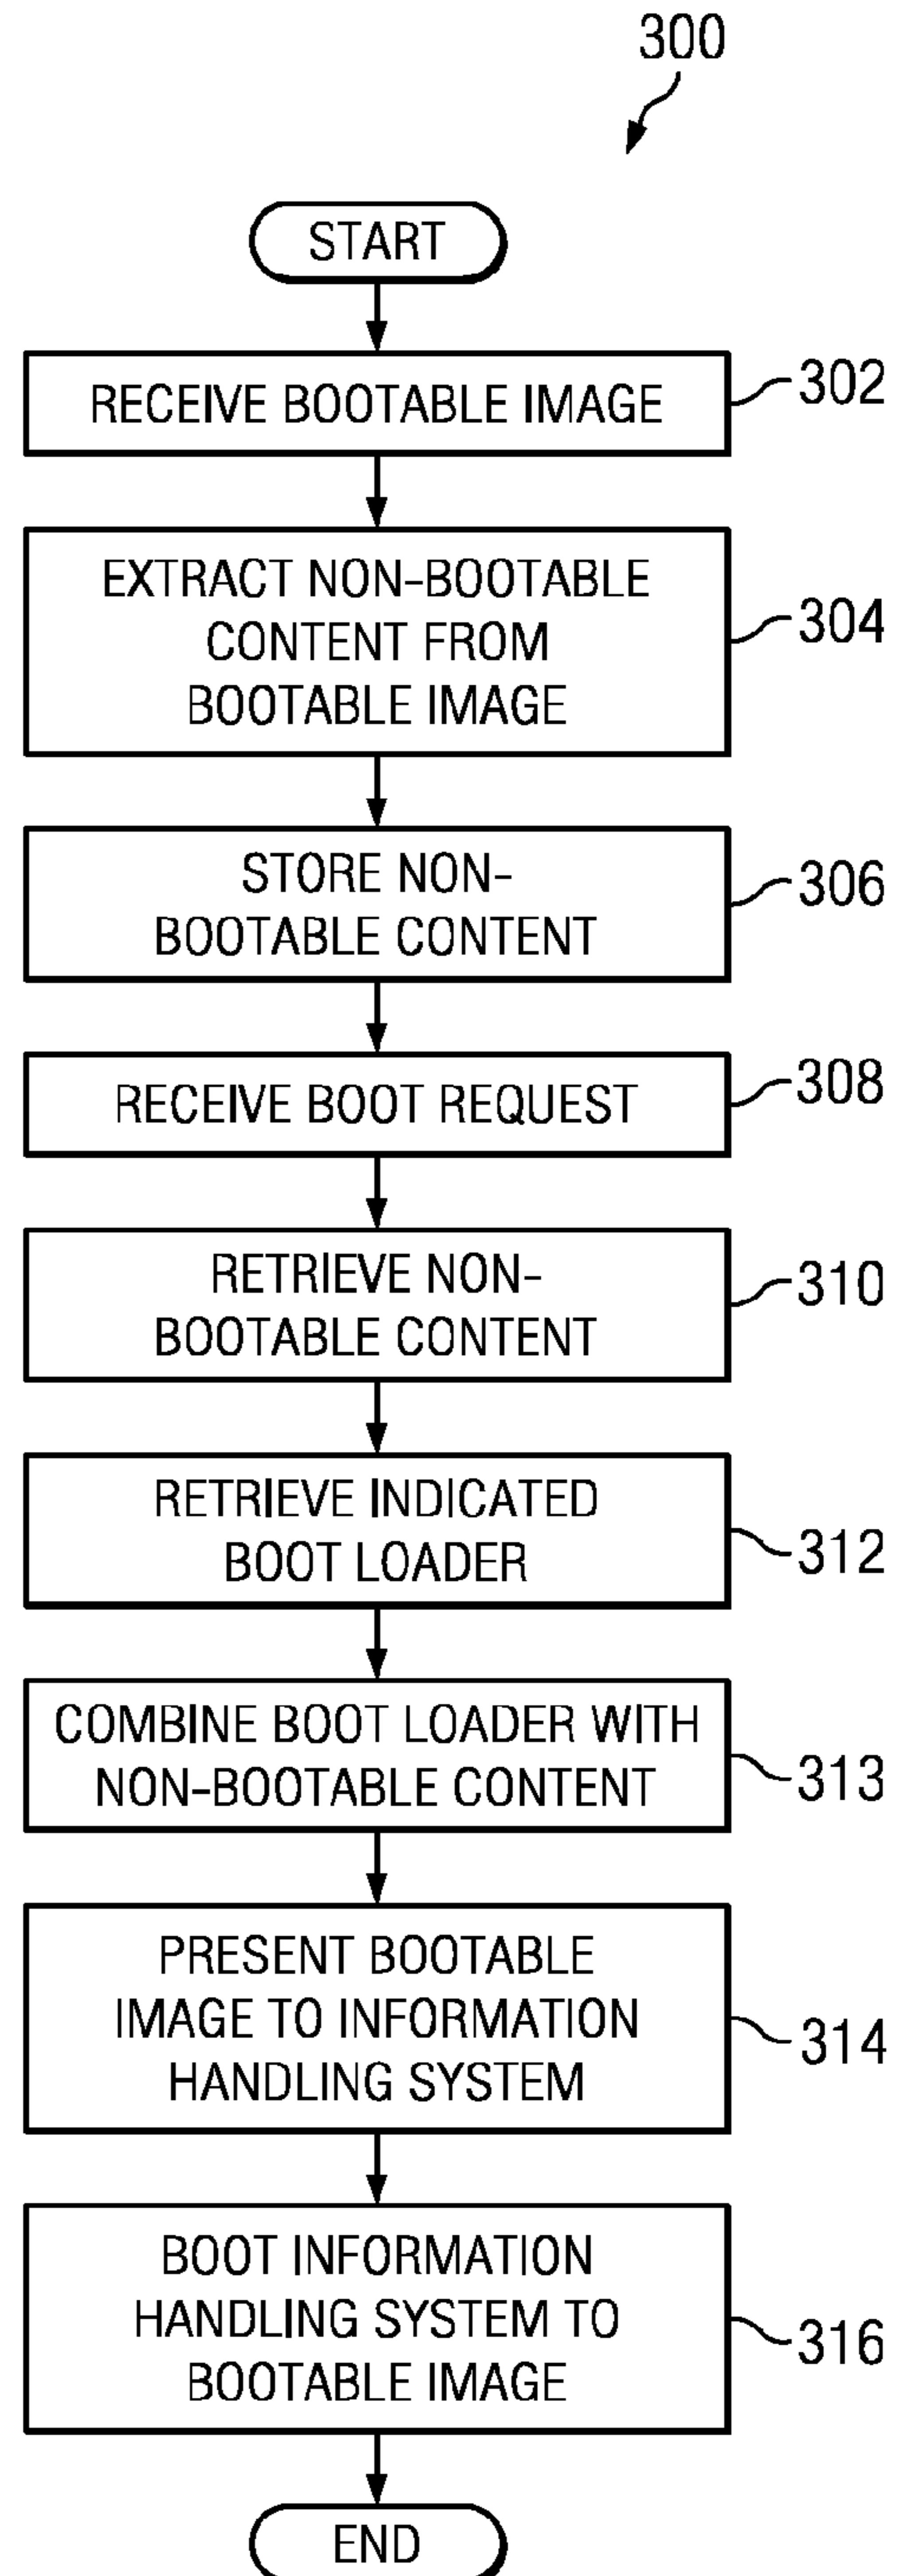 300
START
RECEIVE BOOTABLE IMAGE
302
EXTRACT NON-BOOTABLE
CONTENT FROM
BOOTABLE IMAGE
304
STORE NON-
BOOTABLE CONTENT
306
RECEIVE BOOT REQUEST
308
RETRIEVE NON-
BOOTABLE CONTENT
310
RETRIEVE INDICATED
BOOT LOADER
312
COMBINE BOOT LOADER WITH
NON-BOOTABLE CONTENT
313
PRESENT BOOTABLE
IMAGE TO INFORMATION
HANDLING SYSTEM
314
BOOT INFORMATION
HANDLING SYSTEM TO
BOOTABLE IMAGE
316
END